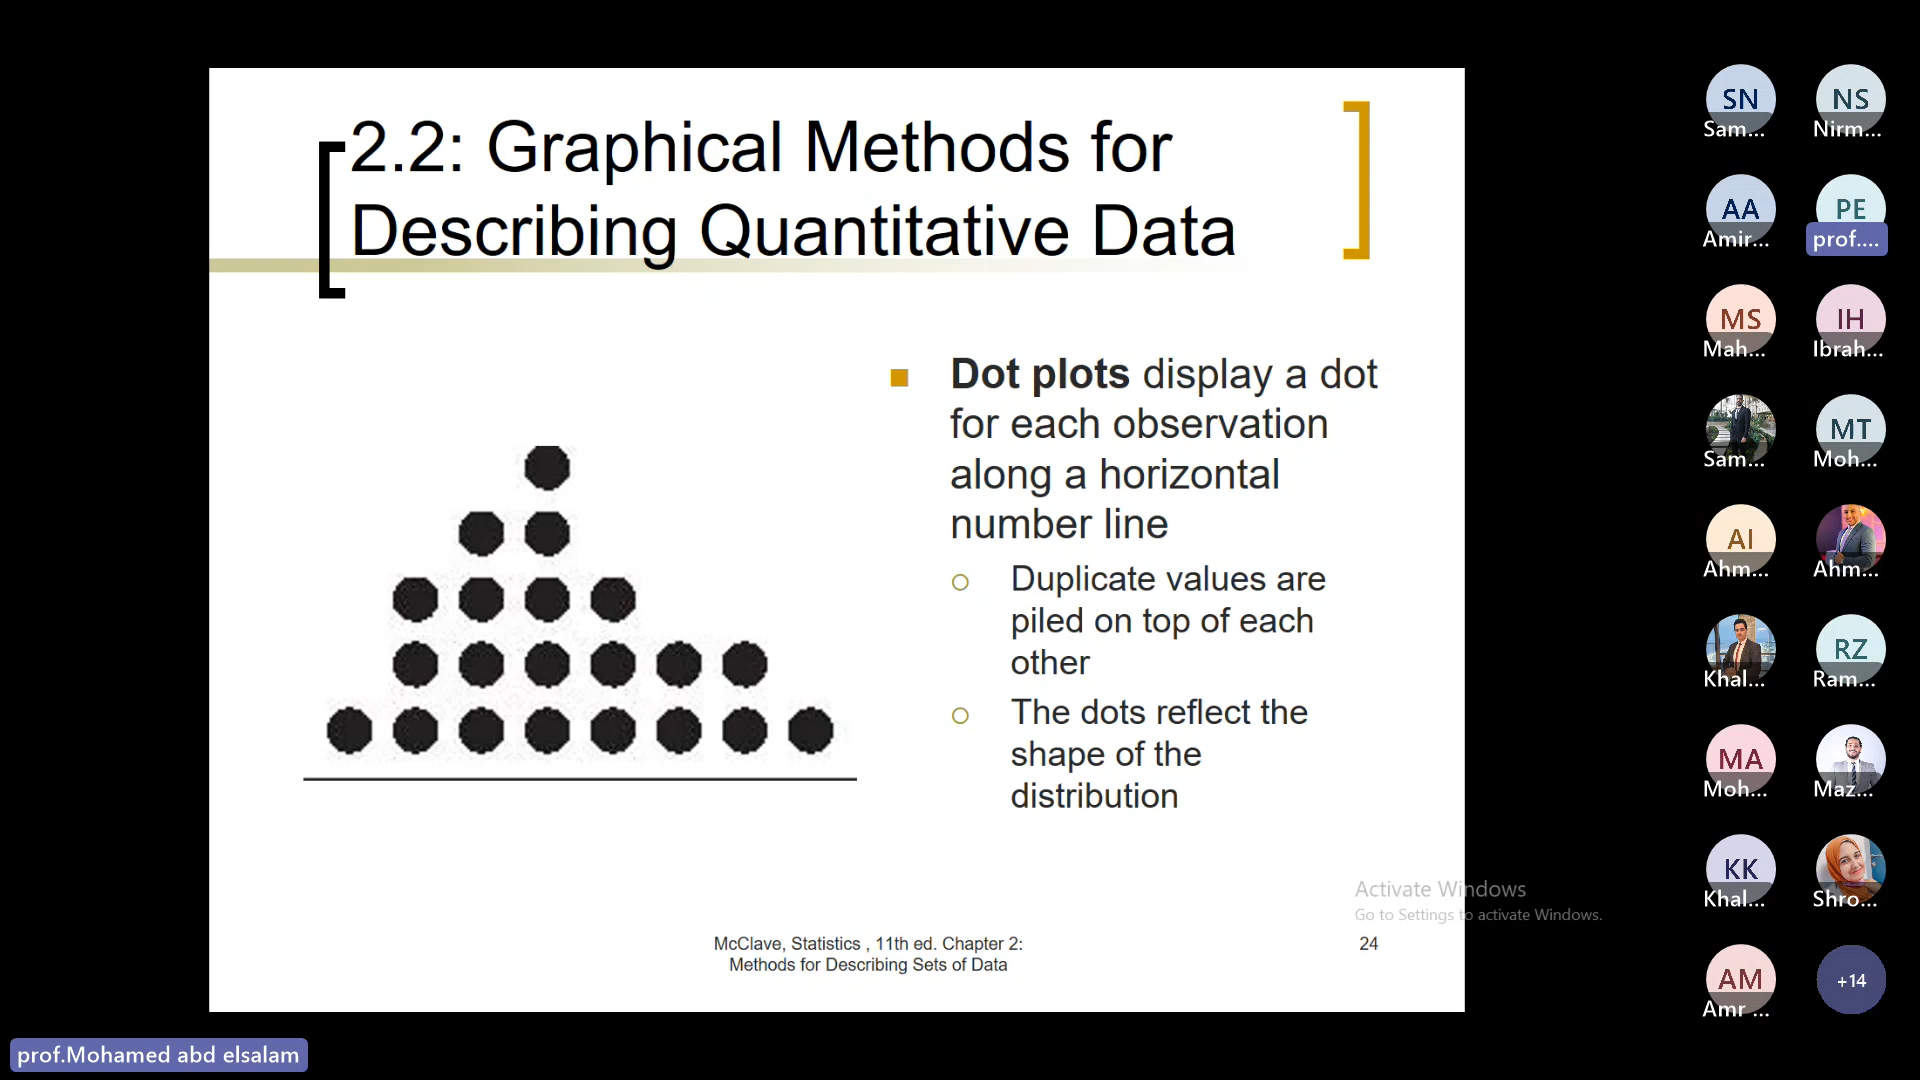 2.2: Graphical Methods for
Describing Quantitative Data
Dot plots display a dot
for each observation
along a horizontal
number line
Duplicate values are
piled on top of each
other
The dots reflect the
shape of the
distribution
McClave, Statistics , 11th ed. Chapter 2:
Methods for Describing Sets of Data
24
Activate Windows
Go to Settings to activate Windows.
SN
Sam...
NS
Nirm...
AA
Amir...
PE
prof....
MS
Mah...
IH
Ibrah...
Sam...
MT
Moh...
AI
Ahm...
Ahm...
Khal...
RZ
Ram...
MA
Moh...
Maz...
KK
Khal...
Shro...
AM
Amr ...
+14
prof.Mohamed abd elsalam